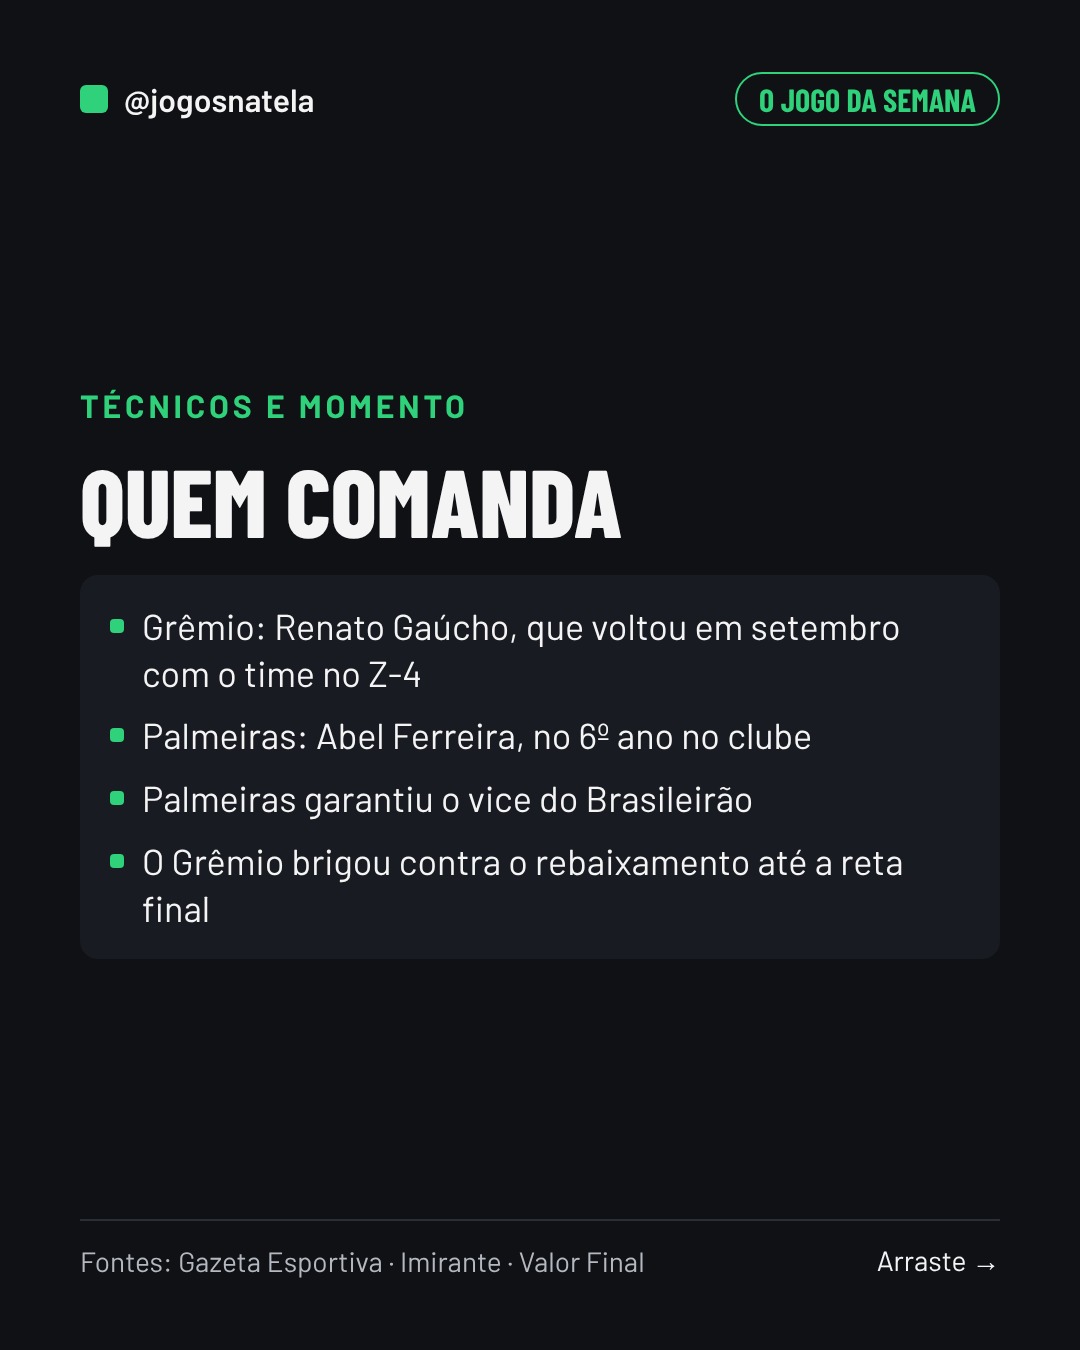 @jogosnatela
O JOGO DA SEMANA
TÉCNICOS E MOMENTO
QUEM COMANDA
Grêmio: Renato Gaúcho, que voltou em setembro
com o time no Z-4
Palmeiras: Abel Ferreira, no 6º ano no clube
Palmeiras garantiu o vice do Brasileirão
O Grêmio brigou contra o rebaixamento até a reta
final
Fontes: Gazeta Esportiva · Imirante · Valor Final
Arraste →